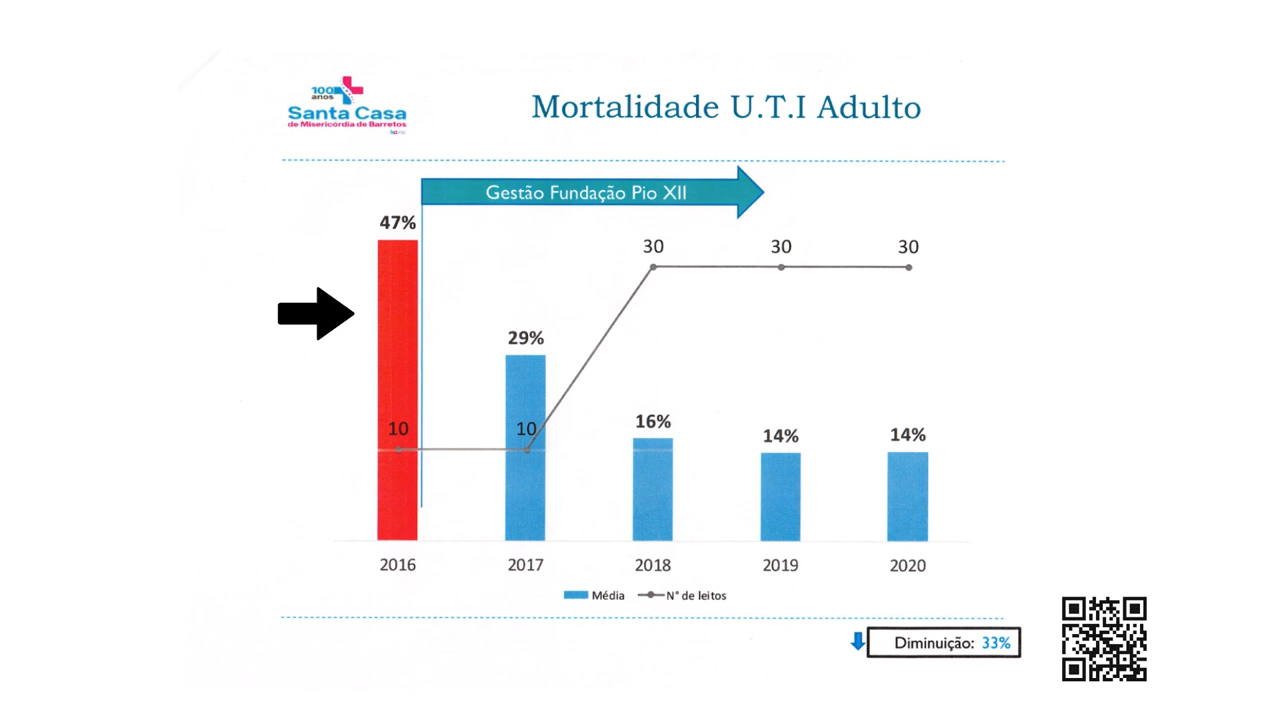 100
anos
Santa Casa
de Misericórdia de Barretos
Mortalidade U.T.I Adulto
Gestão Fundação Pio XII
47%
30 30 30
29%
10 10
16% 14% 14%
2016 2017 2018 2019 2020
Média N° de leitos
Diminuição: 33%